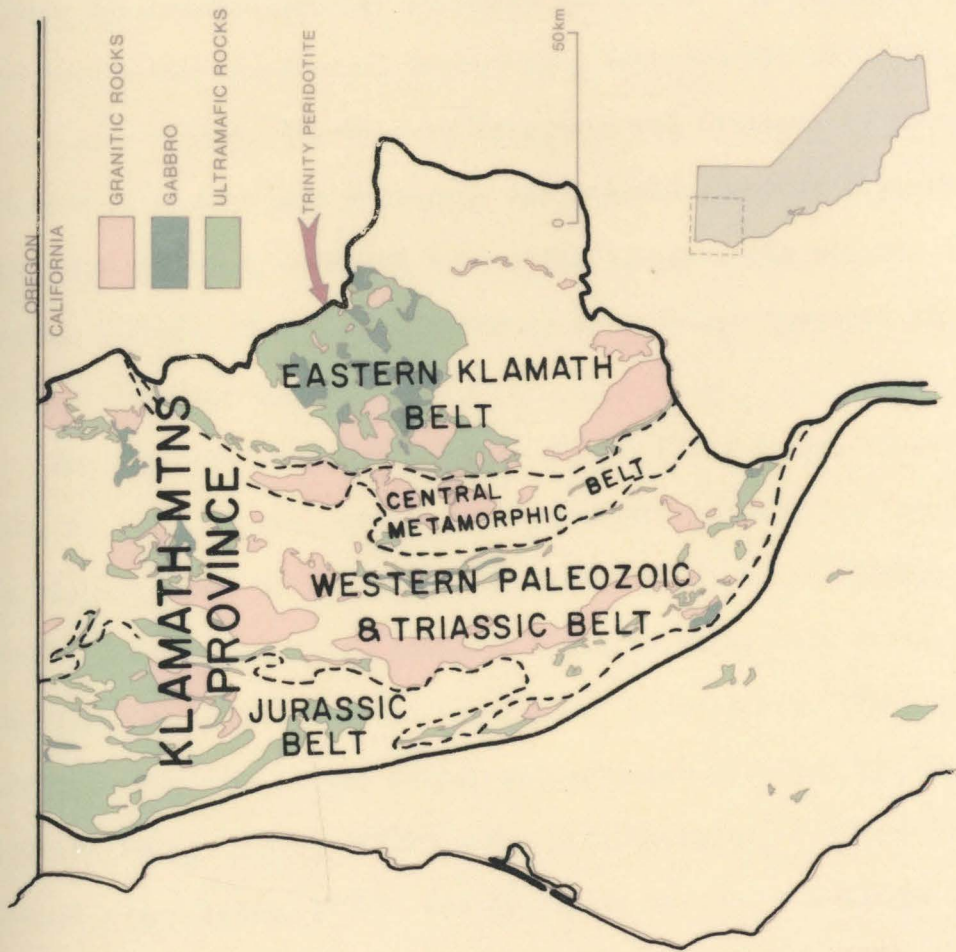 OREGON
CALIFORNIA
GRANITIC ROCKS
GABBRO
ULTRAMAFIC ROCKS
TRINITY PERIDOTITE
0
50km
KLAMATH MTNS
PROVINCE
EASTERN KLAMATH
BELT
CENTRAL
METAMORPHIC
BELT
WESTERN PALEOZOIC
& TRIASSIC BELT
JURASSIC
BELT